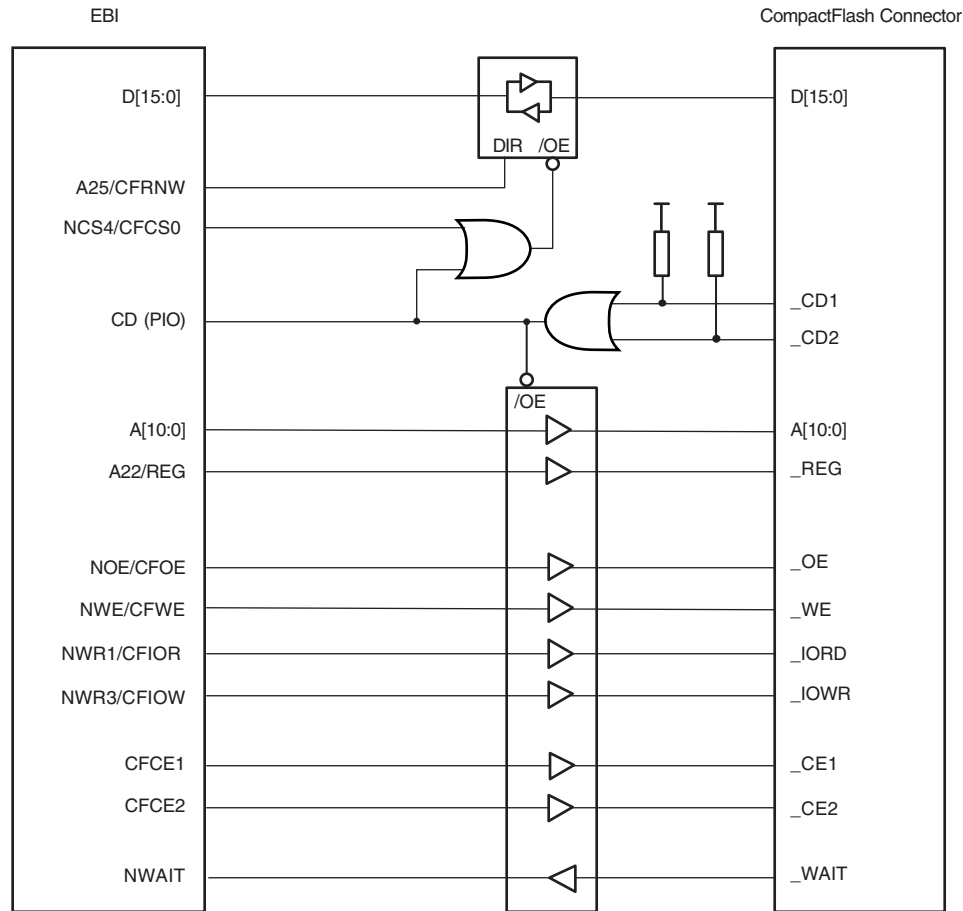 EBI
CompactFlash Connector
D[15:0]
D[15:0]
DIR /OE
A25/CFRNW
NCS4/CFCS0
_CD1
CD (PIO)
_CD2
/OE
A[10:0]
A[10:0]
A22/REG
_REG
NOE/CFOE
_OE
NWE/CFWE
_WE
NWR1/CFIOR
_IORD
NWR3/CFIOW
_IOWR
CFCE1
_CE1
CFCE2
_CE2
NWAIT
_WAIT